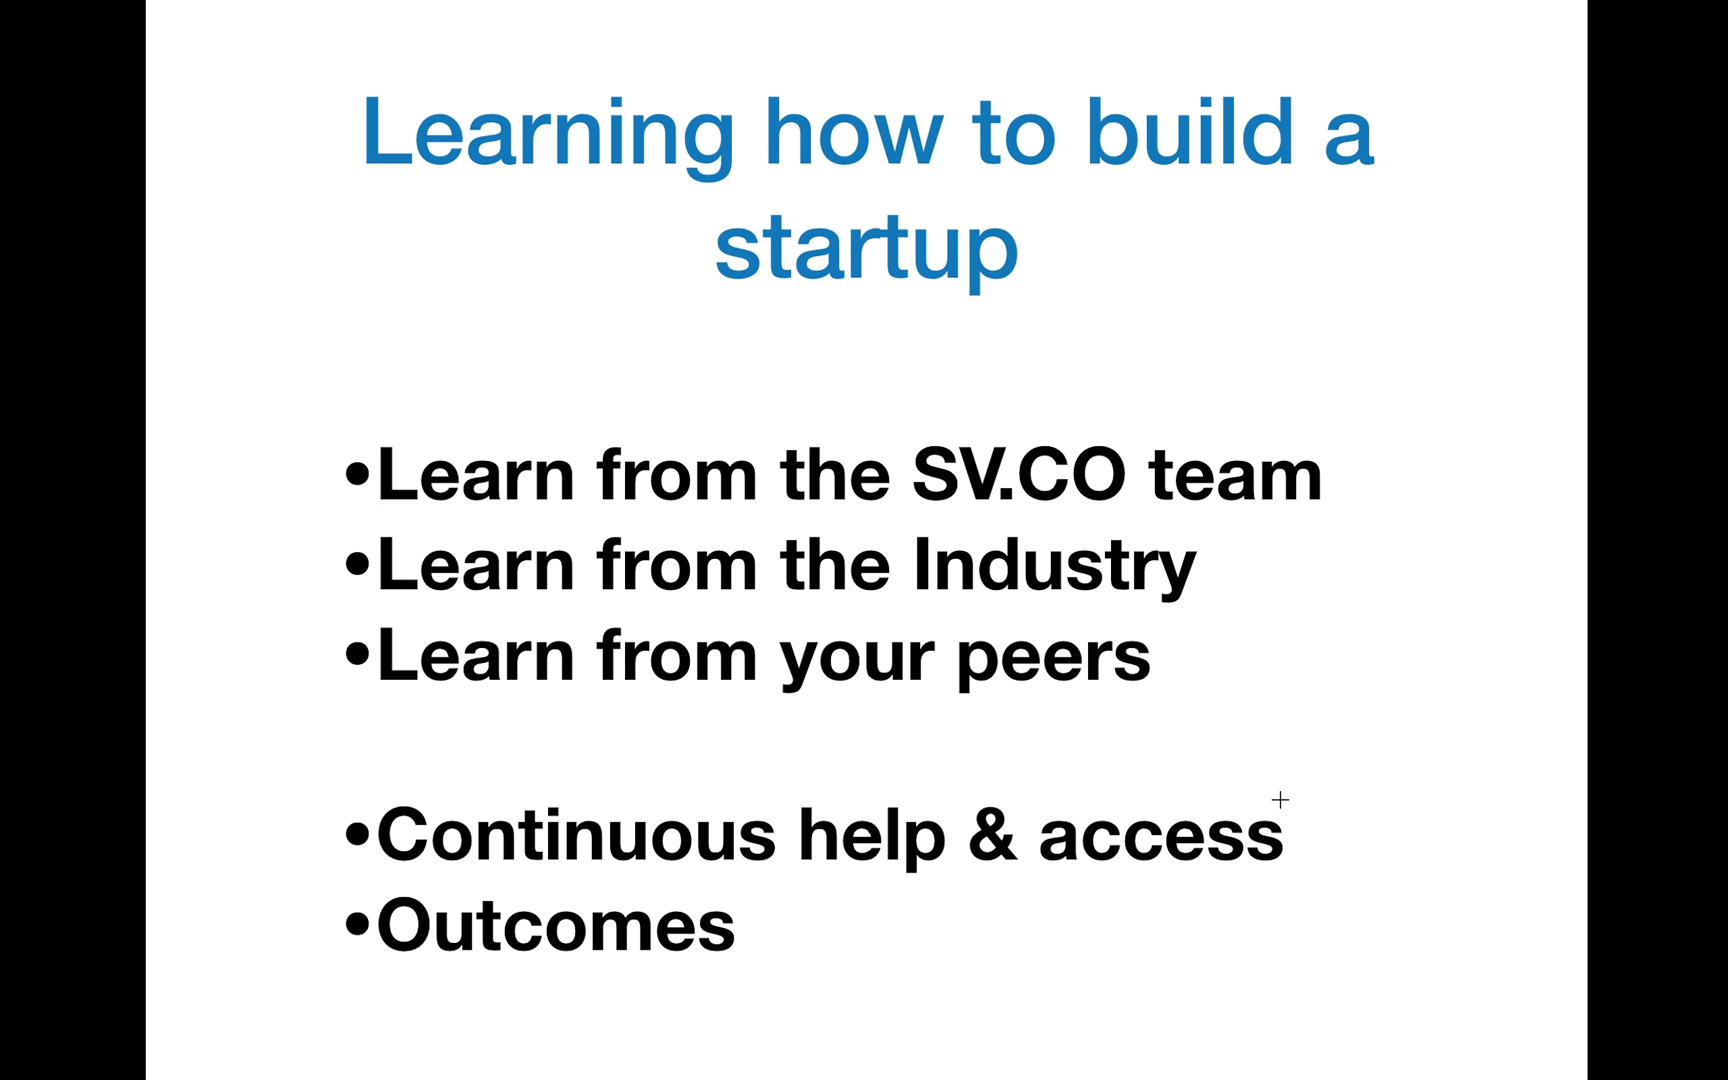 Learning how to build a
startup
•Learn from the SV.CO team
•Learn from the Industry
•Learn from your peers
•Continuous help & access
•Outcomes